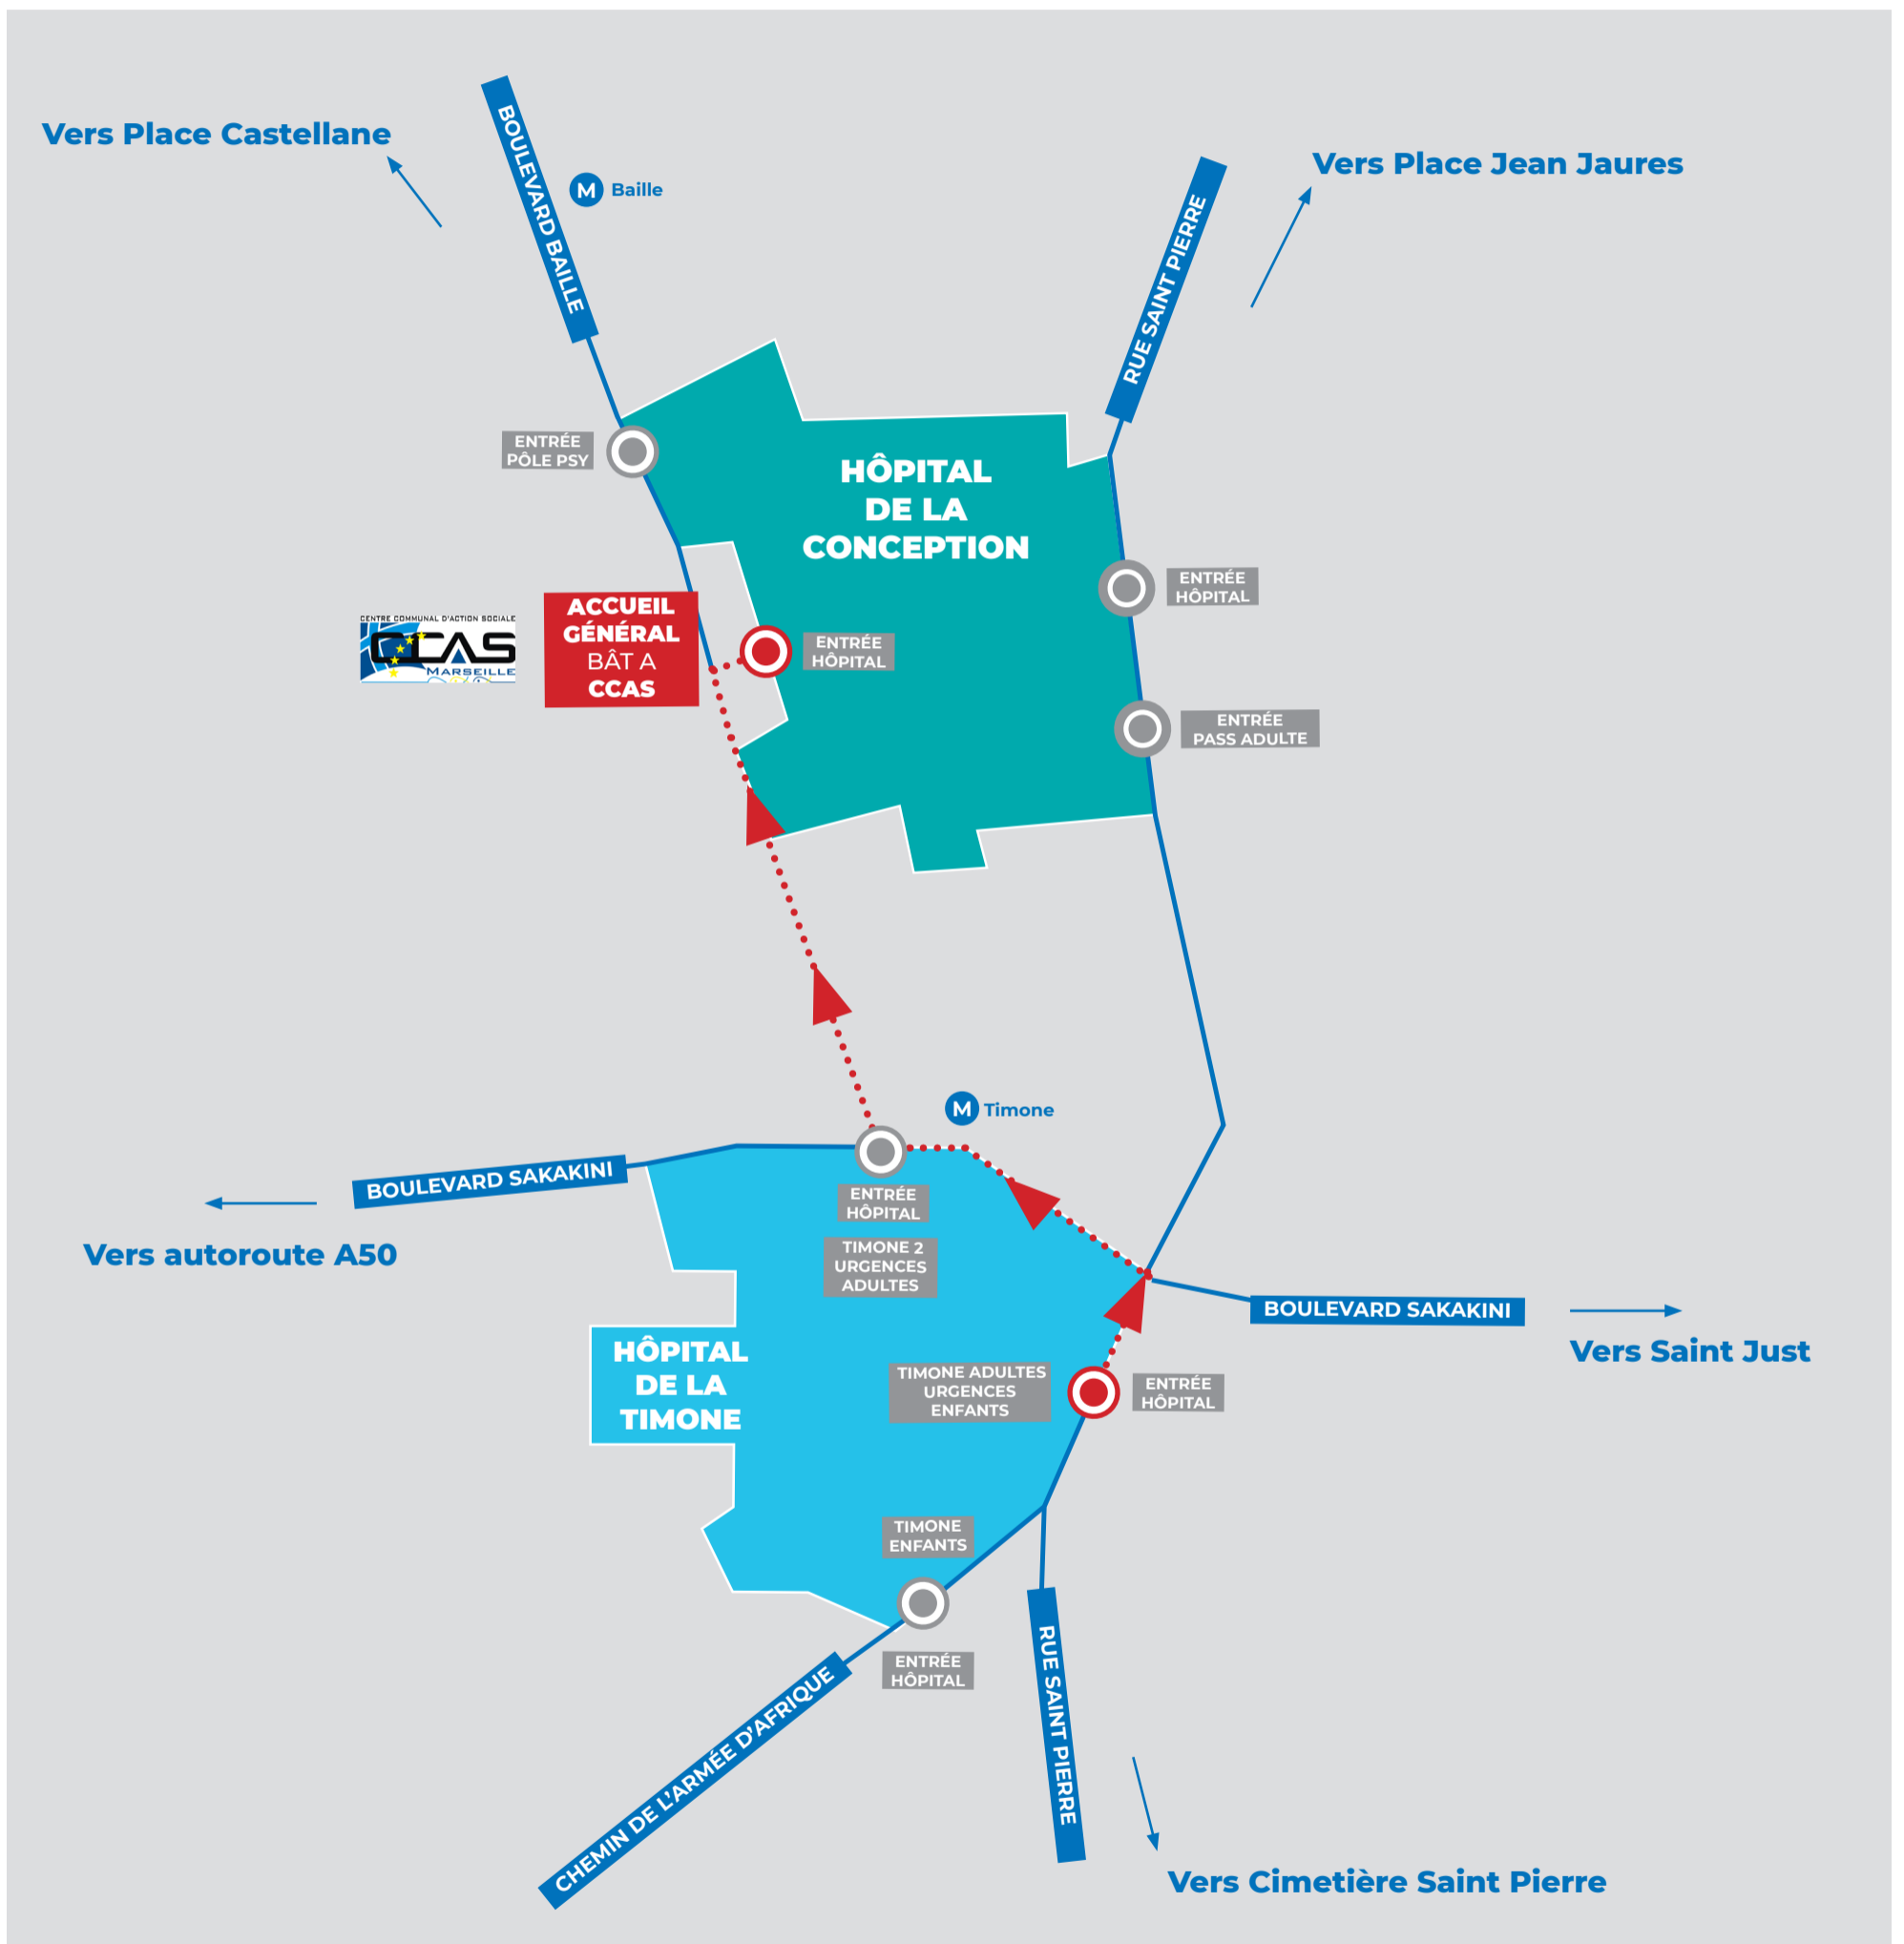 Vers Place Castellane
BOULEVARD BAILLE
M Baille
Vers Place Jean Jaures
RUE SAINT PIERRE
ENTRÉE
PÔLE PSY
HÔPITAL
DE LA
CONCEPTION
ENTRÉE
HÔPITAL
CENTRE COMMUNAL D'ACTION SOCIALE
CCAS
MARSEILLE
ACCUEIL
GÉNÉRAL
BÂT A
CCAS
ENTRÉE
HÔPITAL
ENTRÉE
PASS ADULTE
M Timone
BOULEVARD SAKAKINI
Vers autoroute A50
ENTRÉE
HÔPITAL
TIMONE 2
URGENCES
ADULTES
BOULEVARD SAKAKINI
Vers Saint Just
HÔPITAL
DE LA
TIMONE
TIMONE ADULTES
URGENCES
ENFANTS
ENTRÉE
HÔPITAL
TIMONE
ENFANTS
ENTRÉE
HÔPITAL
CHEMIN DE L'ARMÉE D'AFRIQUE
RUE SAINT PIERRE
Vers Cimetière Saint Pierre